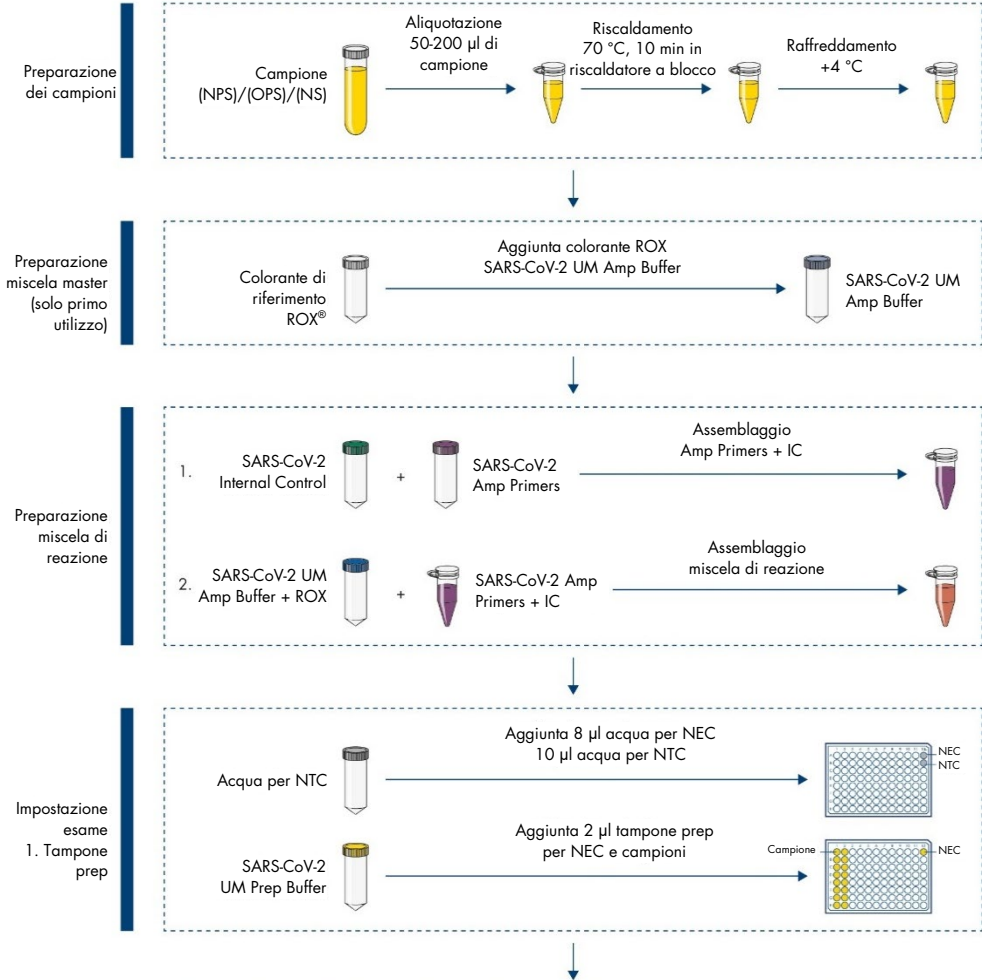 Preparazione
dei campioni
Campione
(NPS)/(OPS)/(NS)
Aliquotazione
50-200 µl di
campione
Riscaldamento
70 °C, 10 min in
riscaldatore a blocco
Raffreddamento
+4 °C
Preparazione
miscela master
(solo primo
utilizzo)
Colorante di
riferimento
ROX®
Aggiunta colorante ROX
SARS-CoV-2 UM Amp Buffer
SARS-CoV-2 UM
Amp Buffer
Preparazione
miscela di
reazione
1.
SARS-CoV-2
Internal Control
+
SARS-CoV-2
Amp Primers
Assemblaggio
Amp Primers + IC
2.
SARS-CoV-2 UM
Amp Buffer + ROX
+
SARS-CoV-2 Amp
Primers + IC
Assemblaggio
miscela di reazione
Impostazione
esame
1. Tampone
prep
Acqua per NTC
Aggiunta 8 µl acqua per NEC
10 µl acqua per NTC
NEC
NTC
SARS-CoV-2
UM Prep Buffer
Aggiunta 2 µl tampone prep
per NEC e campioni
Campione
NEC